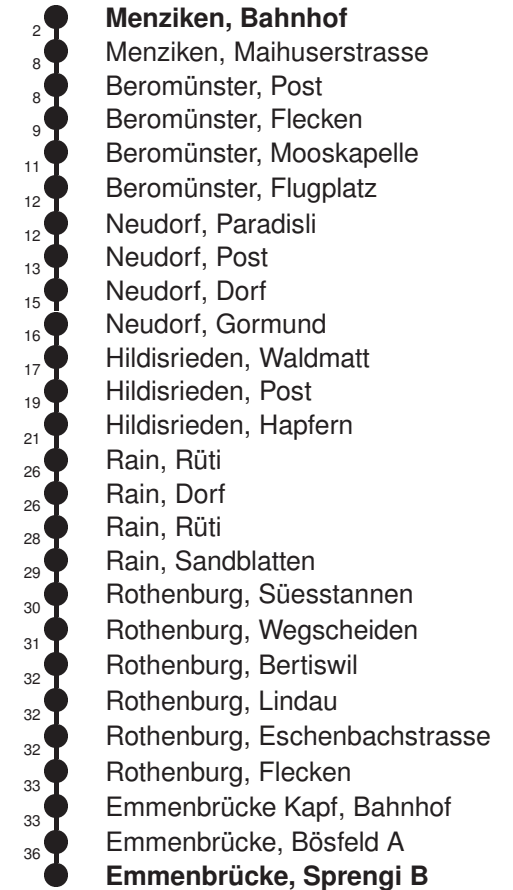 Menziken, Bahnhof
2
Menziken, Maihuserstrasse
8
Beromünster, Post
8
Beromünster, Flecken
9
Beromünster, Mooskapelle
11
Beromünster, Flugplatz
12
Neudorf, Paradisli
12
Neudorf, Post
13
Neudorf, Dorf
15
Neudorf, Gormund
16
Hildisrieden, Waldmatt
17
Hildisrieden, Post
19
Hildisrieden, Hapfern
21
Rain, Rüti
26
Rain, Dorf
26
Rain, Rüti
28
Rain, Sandblatten
29
Rothenburg, Süesstannen
30
Rothenburg, Wegscheiden
31
Rothenburg, Bertiswil
32
Rothenburg, Lindau
32
Rothenburg, Eschenbachstrasse
32
Rothenburg, Flecken
33
Emmenbrücke Kapf, Bahnhof
33
Emmenbrücke, Bösfeld A
36
Emmenbrücke, Sprengi B